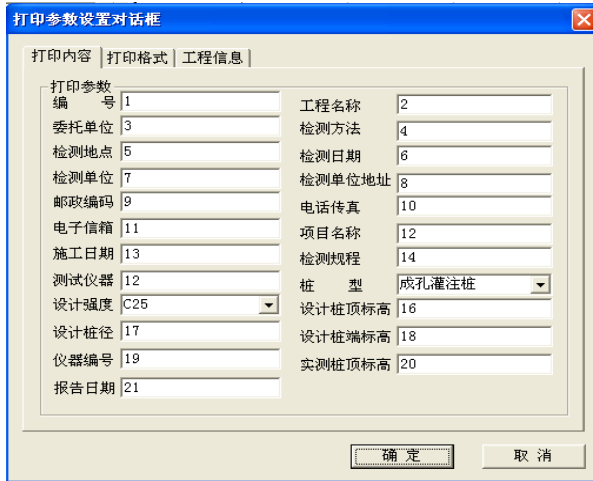 打印参数设置对话框
打印内容 打印格式 工程信息
打印参数
编 号 1 工程名称 2
委托单位 3 检测方法 4
检测地点 5 检测日期 6
检测单位 7 检测单位地址 8
邮政编码 9 电话传真 10
电子信箱 11 项目名称 12
施工日期 13 检测规程 14
测试仪器 12 桩 型 成孔灌注桩
设计强度 C25 设计桩顶标高 16
设计桩径 17 设计桩端标高 18
仪器编号 19 实测桩顶标高 20
报告日期 21
确 定 取 消